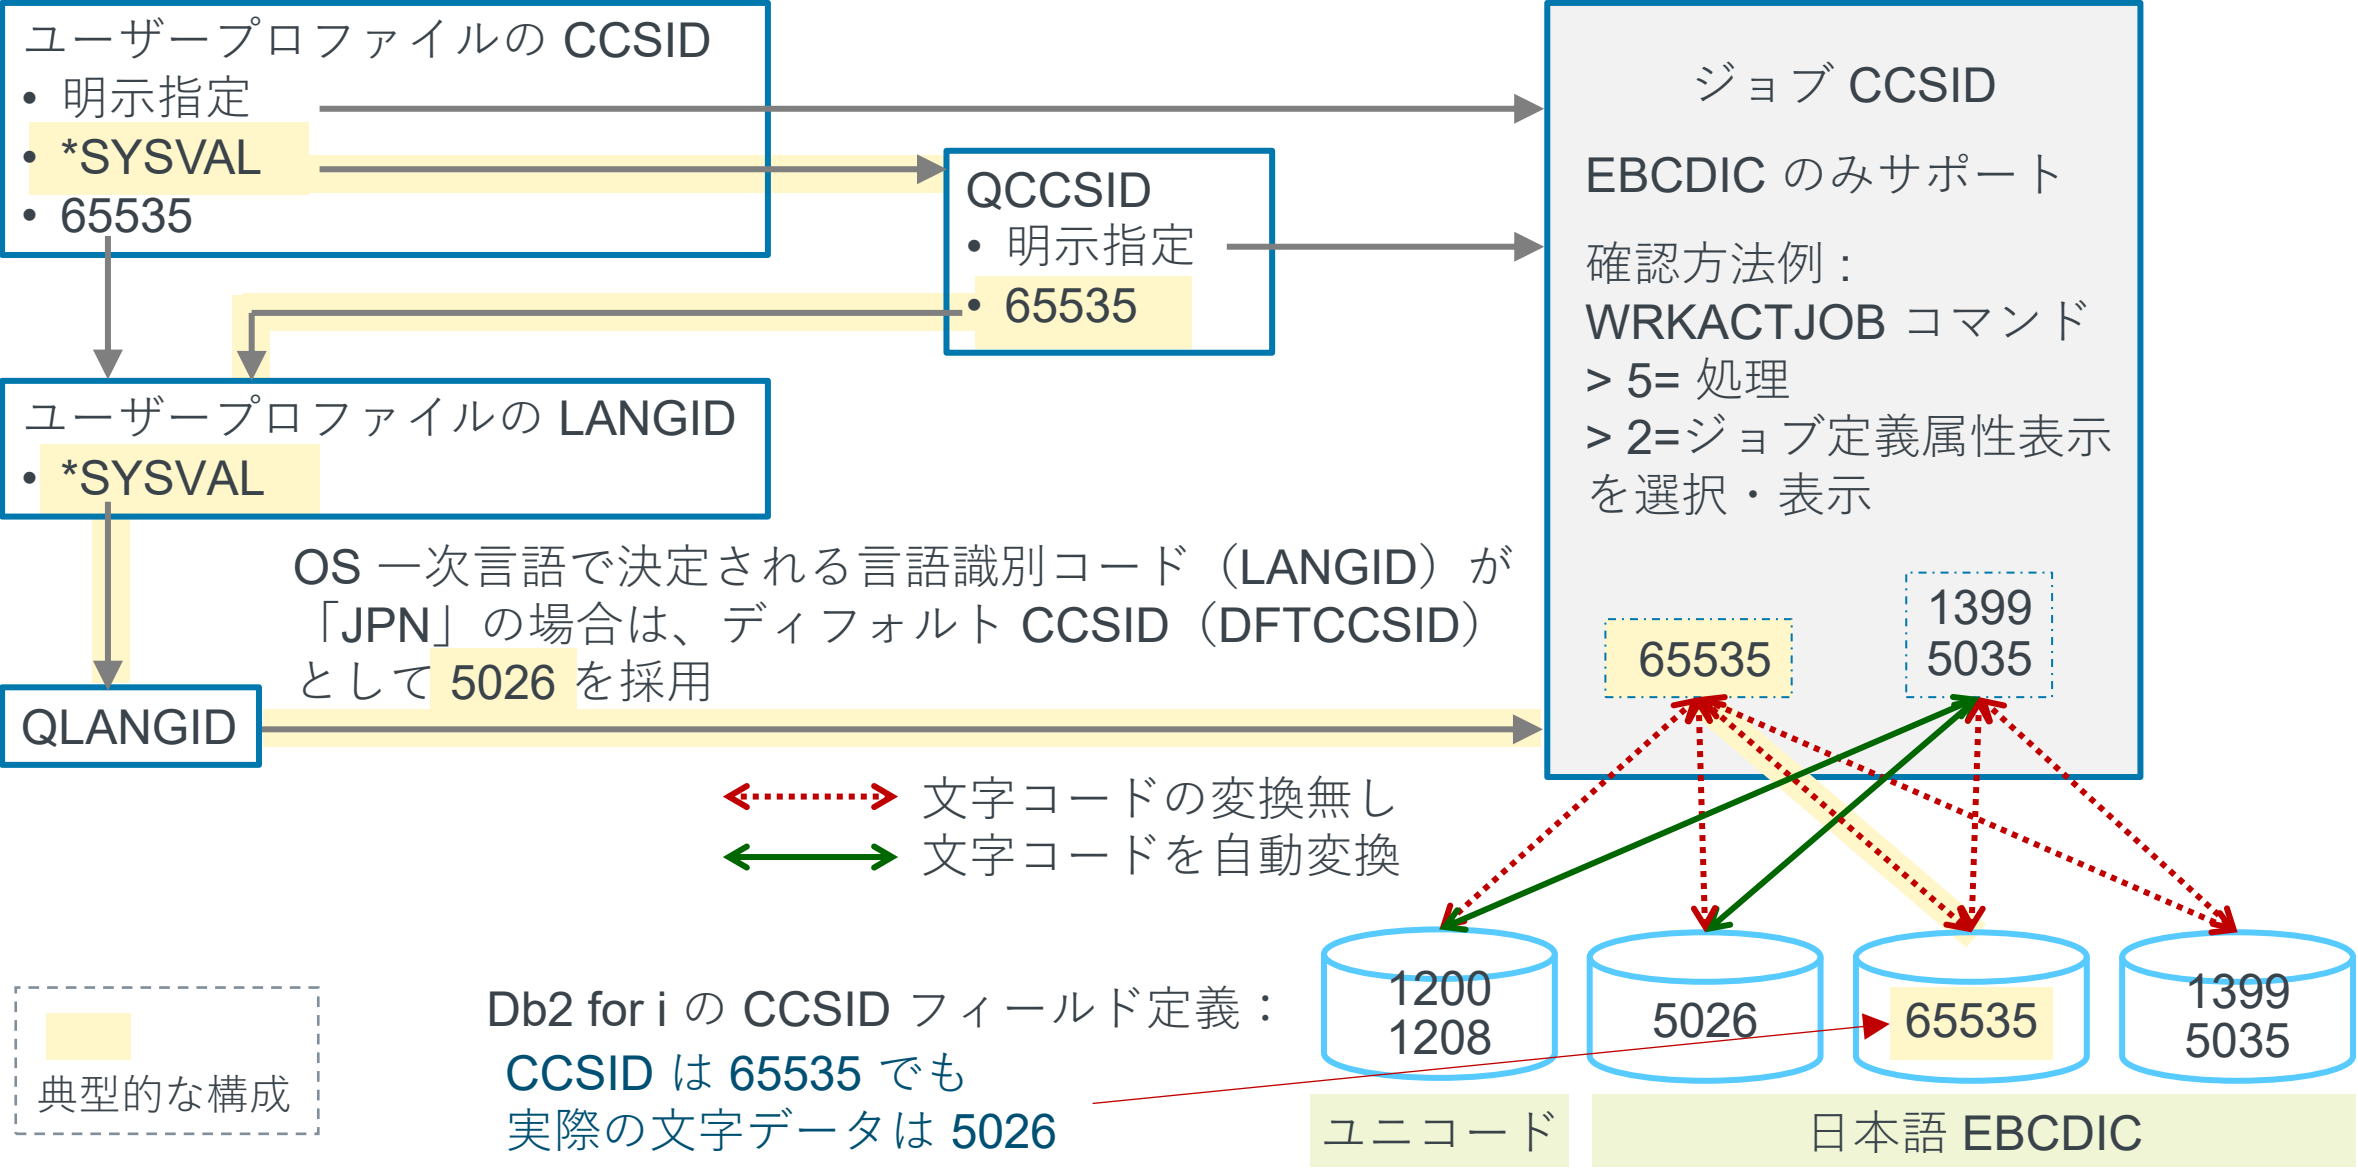 ユーザープロファイルの CCSID
• 明示指定
• *SYSVAL
• 65535
QCCSID
• 明示指定
• 65535
ユーザープロファイルの LANGID
• *SYSVAL
OS 一次言語で決定される言語識別コード（LANGID）が
「JPN」の場合は、ディフォルト CCSID（DFTCCSID）
として 5026 を採用
QLANGID
ジョブ CCSID
EBCDIC のみサポート
確認方法例：
WRKACTJOB コマンド
> 5= 処理
> 2=ジョブ定義属性表示
を選択・表示
65535
1399
5035
文字コードの変換無し
文字コードを自動変換
典型的な構成
Db2 for i の CCSID フィールド定義：
CCSID は 65535 でも
実際の文字データは 5026
1200
1208
5026
65535
1399
5035
ユニコード
日本語 EBCDIC